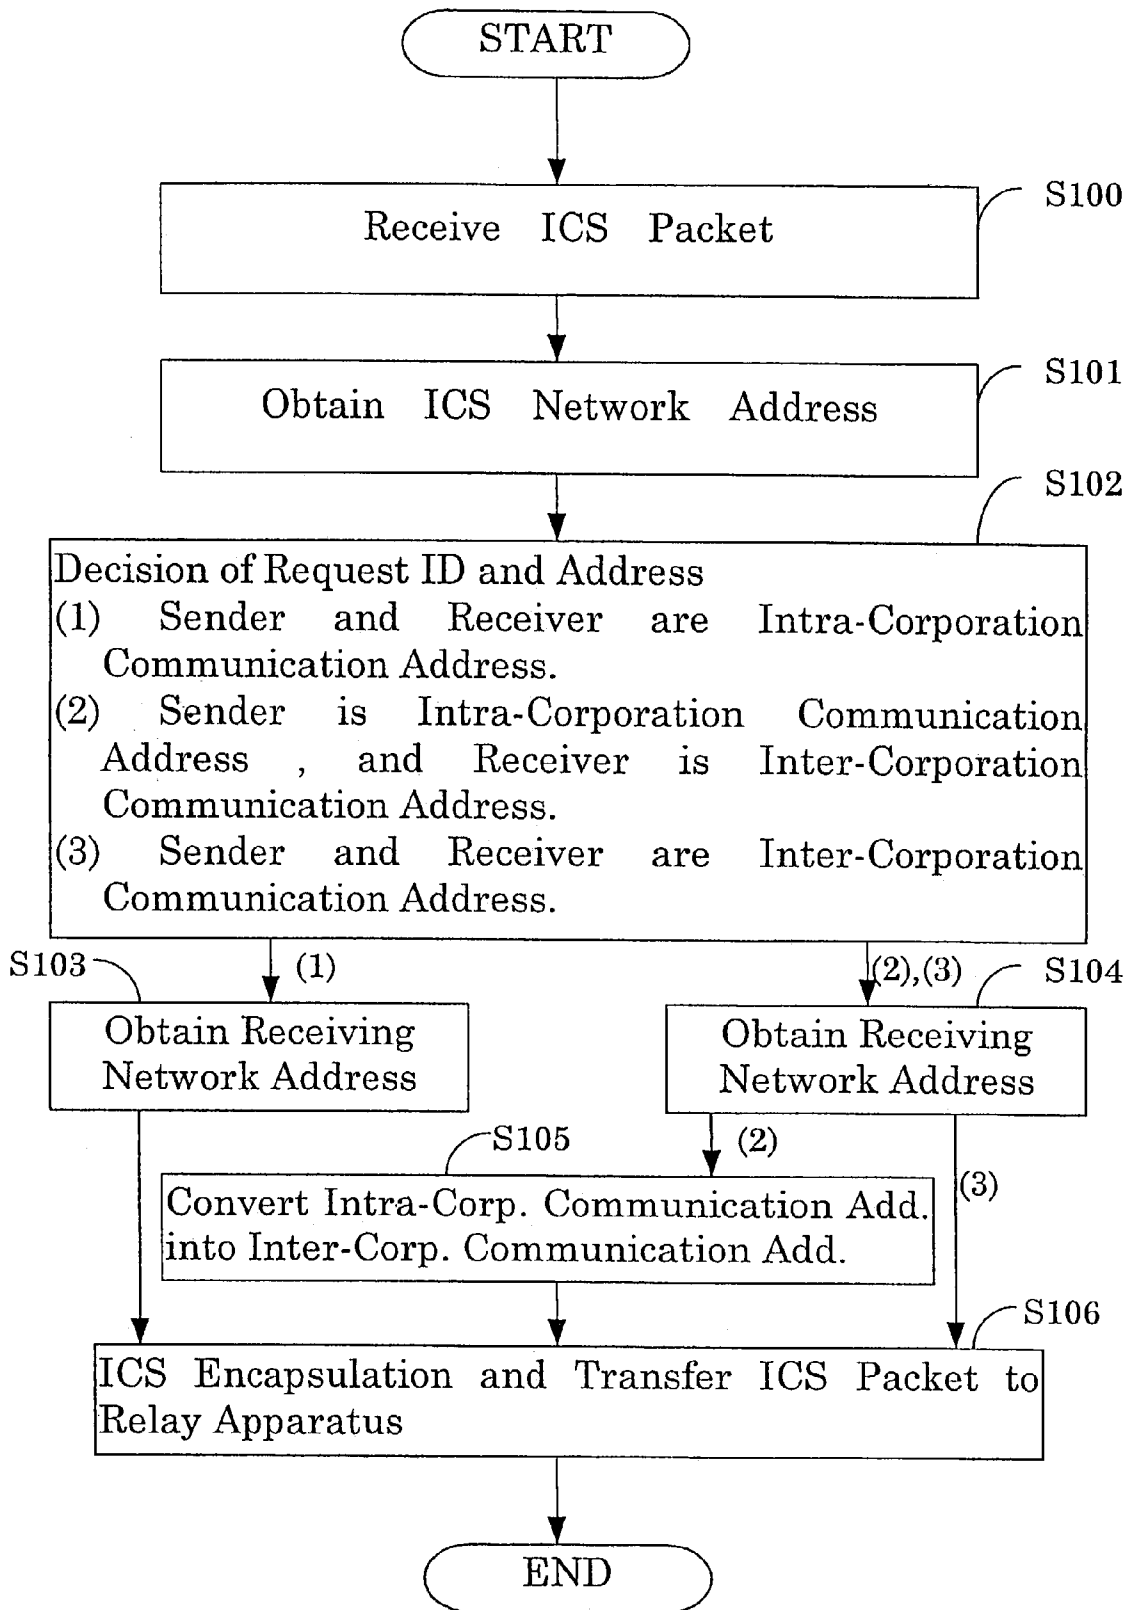 START
Receive ICS Packet
S100
Obtain ICS Network Address
S101
S102
Decision of Request ID and Address
(1) Sender and Receiver are Intra-Corporation
Communication Address.
(2) Sender is Intra-Corporation Communication
Address , and Receiver is Inter-Corporation
Communication Address.
(3) Sender and Receiver are Inter-Corporation
Communication Address.
S103
(1)
(2),(3)
S104
Obtain Receiving
Network Address
Obtain Receiving
Network Address
S105
(2)
(3)
Convert Intra-Corp. Communication Add.
into Inter-Corp. Communication Add.
S106
ICS Encapsulation and Transfer ICS Packet to
Relay Apparatus
END